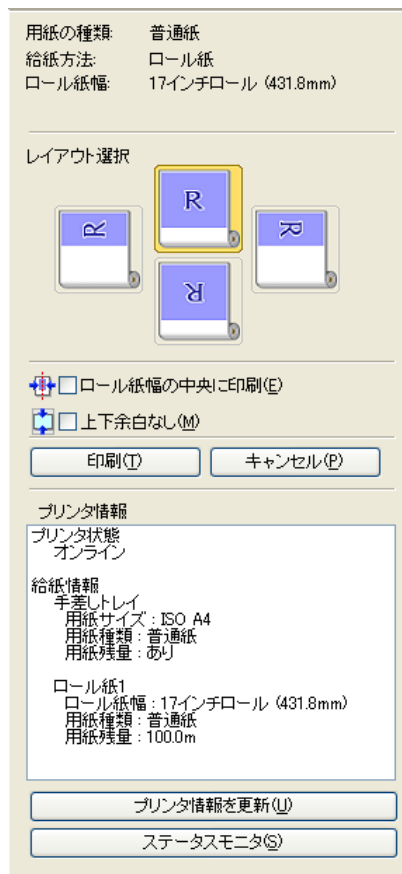 用紙の種類: 普通紙
給紙方法: ロール紙
ロール紙幅: 17インチロール (431.8mm)
レイアウト選択
R
R
R
R
ロール紙幅の中央に印刷(E)
上下余白なし(M)
印刷(T) キャンセル(P)
プリンタ情報
プリンタ状態
オンライン
給紙情報
手差しトレイ
用紙サイズ : ISO A4
用紙種類 : 普通紙
用紙残量 : あり
ロール紙1
ロール紙幅 : 17インチロール (431.8mm)
用紙種類 : 普通紙
用紙残量 : 100.0m
プリンタ情報を更新(U)
ステータスモニタ(S)